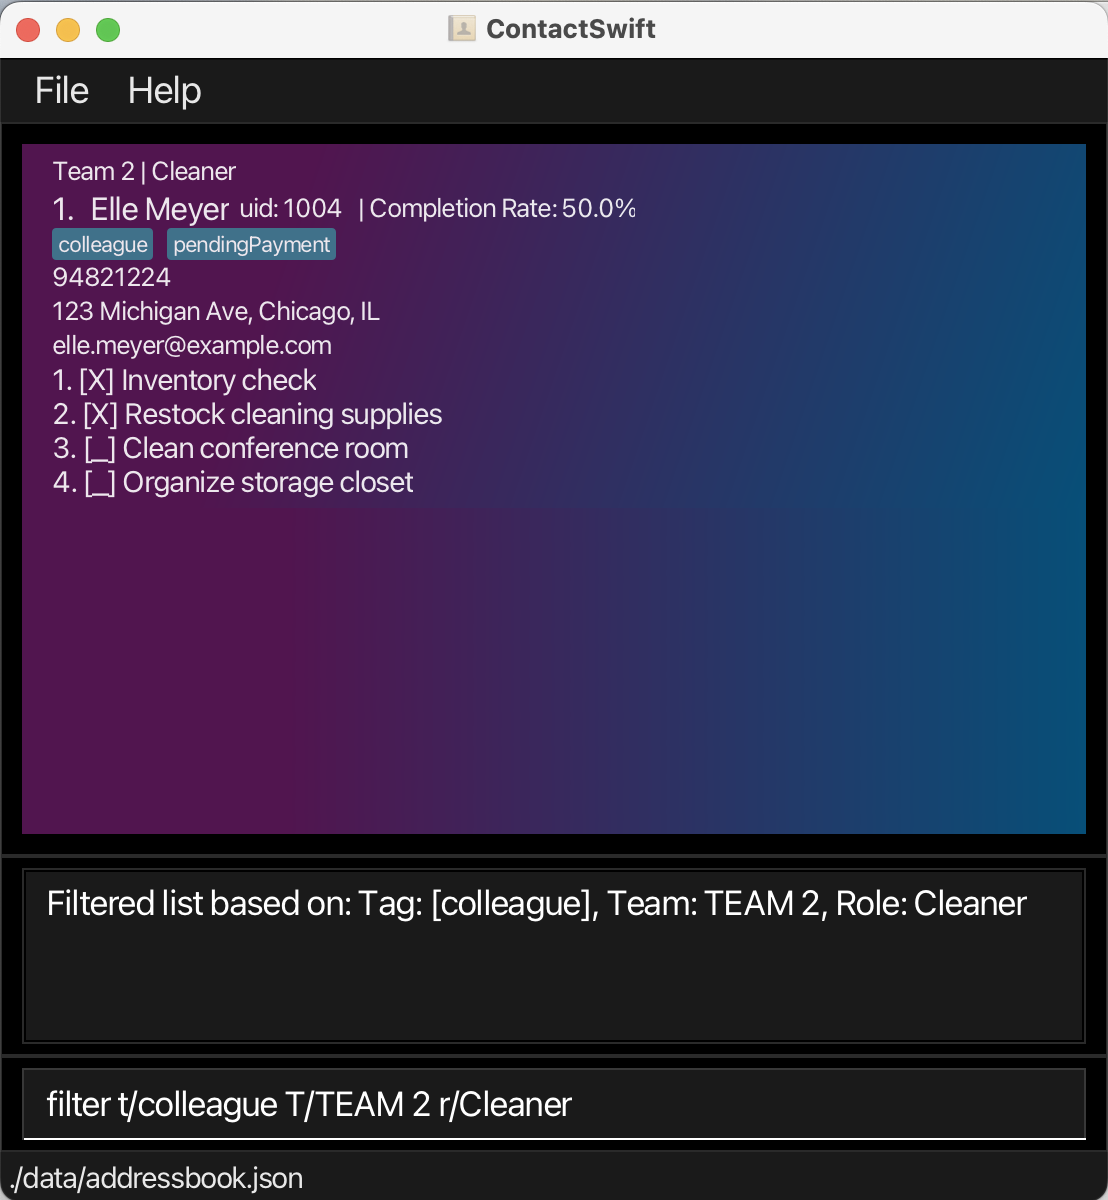 ContactSwift
File Help
Team 2 | Cleaner
1. Elle Meyer uid: 1004 | Completion Rate: 50.0%
colleague pendingPayment
94821224
123 Michigan Ave, Chicago, IL
elle.meyer@example.com
1. [X] Inventory check
2. [X] Restock cleaning supplies
3. [_] Clean conference room
4. [_] Organize storage closet
Filtered list based on: Tag: [colleague], Team: TEAM 2, Role: Cleaner
filter t/colleague T/TEAM 2 r/Cleaner
./data/addressbook.json